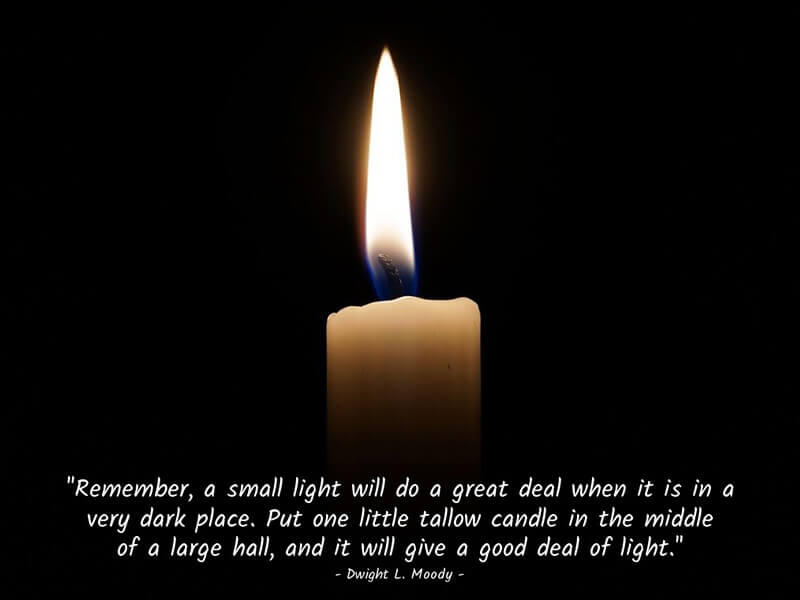 "Remember, a small light will do a great deal when it is in a
very dark place. Put one little tallow candle in the middle
of a large hall, and it will give a good deal of light."
- Dwight L. Moody -